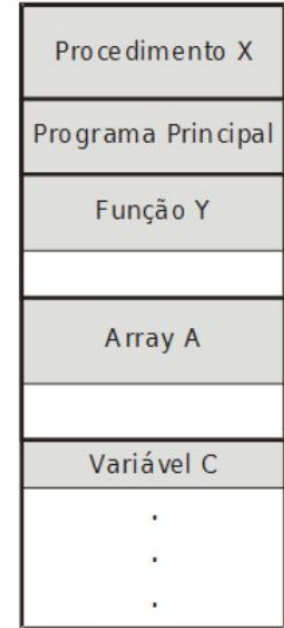 Procedimento X
Programa Principal
Função Y
Array A
Variável C
.
.
.